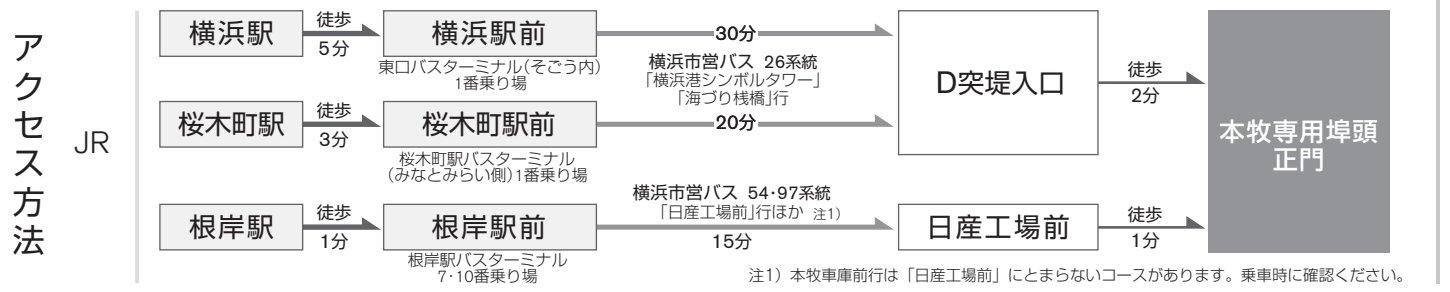 アクセス方法
JR
横浜駅
徒歩
5分
横浜駅前
東口バスターミナル(そごう内)
1番乗り場
30分
横浜市営バス 26系統
「横浜港シンボルタワー」
「海づり桟橋」行
桜木町駅
徒歩
3分
桜木町駅前
桜木町駅バスターミナル
(みなとみらい側)1番乗り場
20分
D突堤入口
徒歩
2分
本牧専用埠頭
正門
根岸駅
徒歩
1分
根岸駅前
根岸駅バスターミナル
7・10番乗り場
横浜市営バス 54・97系統
「日産工場前」行ほか 注1)
15分
日産工場前
徒歩
1分
注1) 本牧車庫前行は「日産工場前」にとまらないコースがあります。乗車時に確認ください。